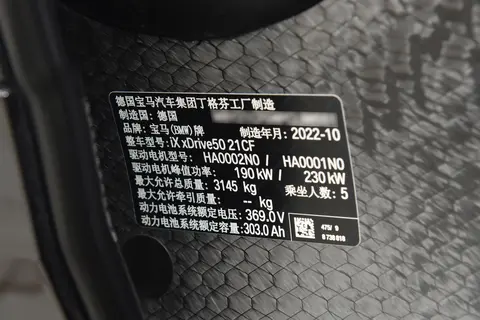 德国宝马汽车集团丁格芬工厂制造
制造国：德国
品牌：宝马(BMW)牌 制造年月：2022-10
整车型号：iX xDrive50 21CF
驱动电机型号：HA0002N0 / HA0001N0
驱动电机峰值功率：190 kW / 230 kW
最大允许总质量：3145 kg 乘坐人数：5
最大允许牵引质量：-- kg
动力电池系统额定电压：369.0 V
动力电池系统额定容量：303.0 Ah